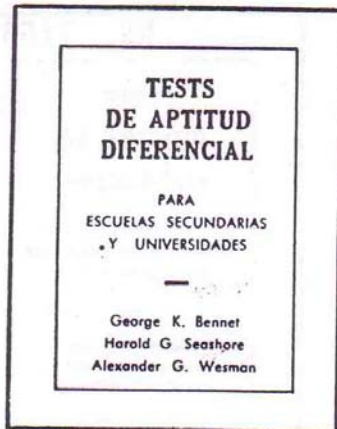 TESTS
DE APTITUD
DIFERENCIAL
PARA
ESCUELAS SECUNDARIAS
Y UNIVERSIDADES
George K. Bennet
Harold G Seashore
Alexander G. Wesman